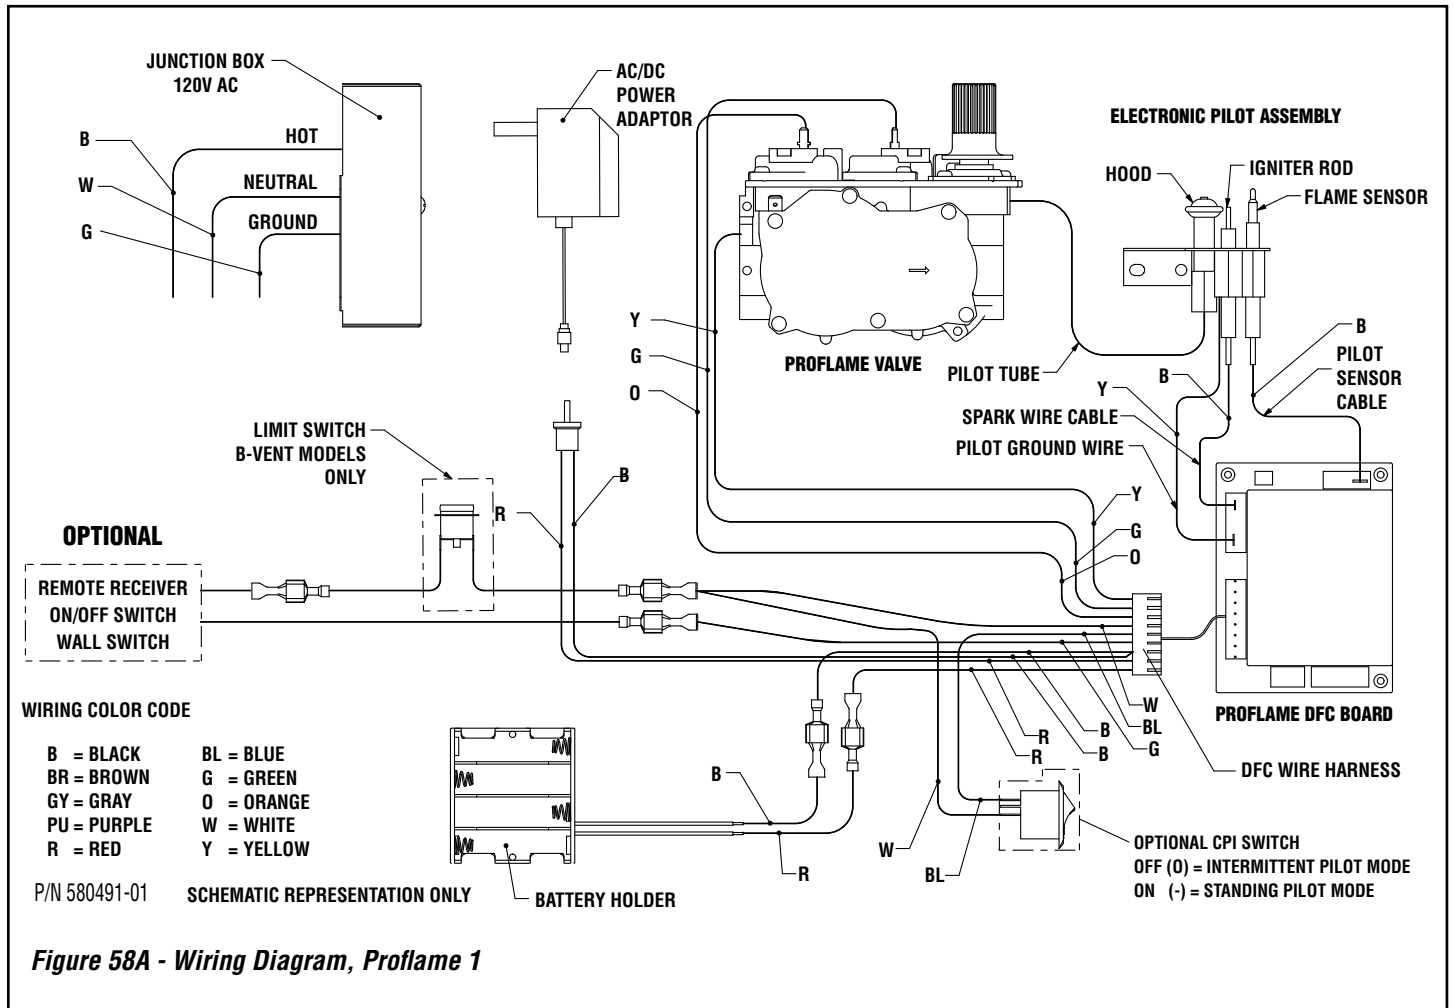 JUNCTION BOX
120V AC
HOT
B
NEUTRAL
W
GROUND
G
AC/DC
POWER
ADAPTOR
ELECTRONIC PILOT ASSEMBLY
HOOD
IGNITER ROD
FLAME SENSOR
Y
G
O
PROFLAME VALVE
PILOT TUBE
B
PILOT
SENSOR
CABLE
B
Y
SPARK WIRE CABLE
PILOT GROUND WIRE
LIMIT SWITCH
B-VENT MODELS
ONLY
B
R
Y
G
O
OPTIONAL
REMOTE RECEIVER
ON/OFF SWITCH
WALL SWITCH
W
BL
G
B
B
R
R
PROFLAME DFC BOARD
DFC WIRE HARNESS
WIRING COLOR CODE
B = BLACK
BR = BROWN
GY = GRAY
PU = PURPLE
R = RED
BL = BLUE
G = GREEN
O = ORANGE
W = WHITE
Y = YELLOW
B
R
W
BL
OPTIONAL CPI SWITCH
OFF (O) = INTERMITTENT PILOT MODE
ON (-) = STANDING PILOT MODE
P/N 580491-01
SCHEMATIC REPRESENTATION ONLY
BATTERY HOLDER
Figure 58A - Wiring Diagram, Proflame 1